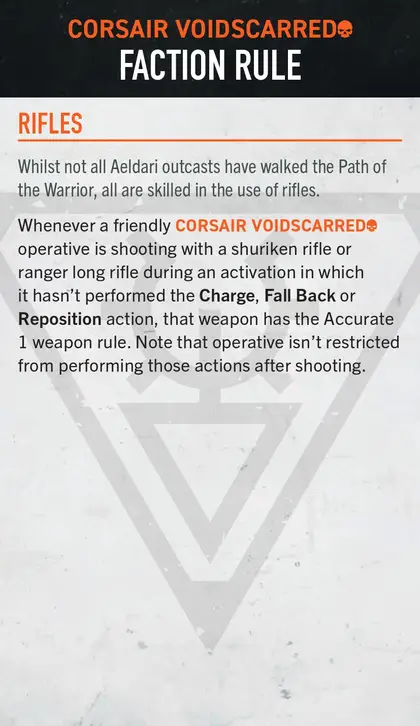 CORSAIR VOIDSCARRED
FACTION RULE
RIFLES
Whilst not all Aeldari outcasts have walked the Path of
the Warrior, all are skilled in the use of rifles.
Whenever a friendly CORSAIR VOIDSCARRED
operative is shooting with a shuriken rifle or
ranger long rifle during an activation in which
it hasn’t performed the Charge, Fall Back or
Reposition action, that weapon has the Accurate
1 weapon rule. Note that operative isn’t restricted
from performing those actions after shooting.